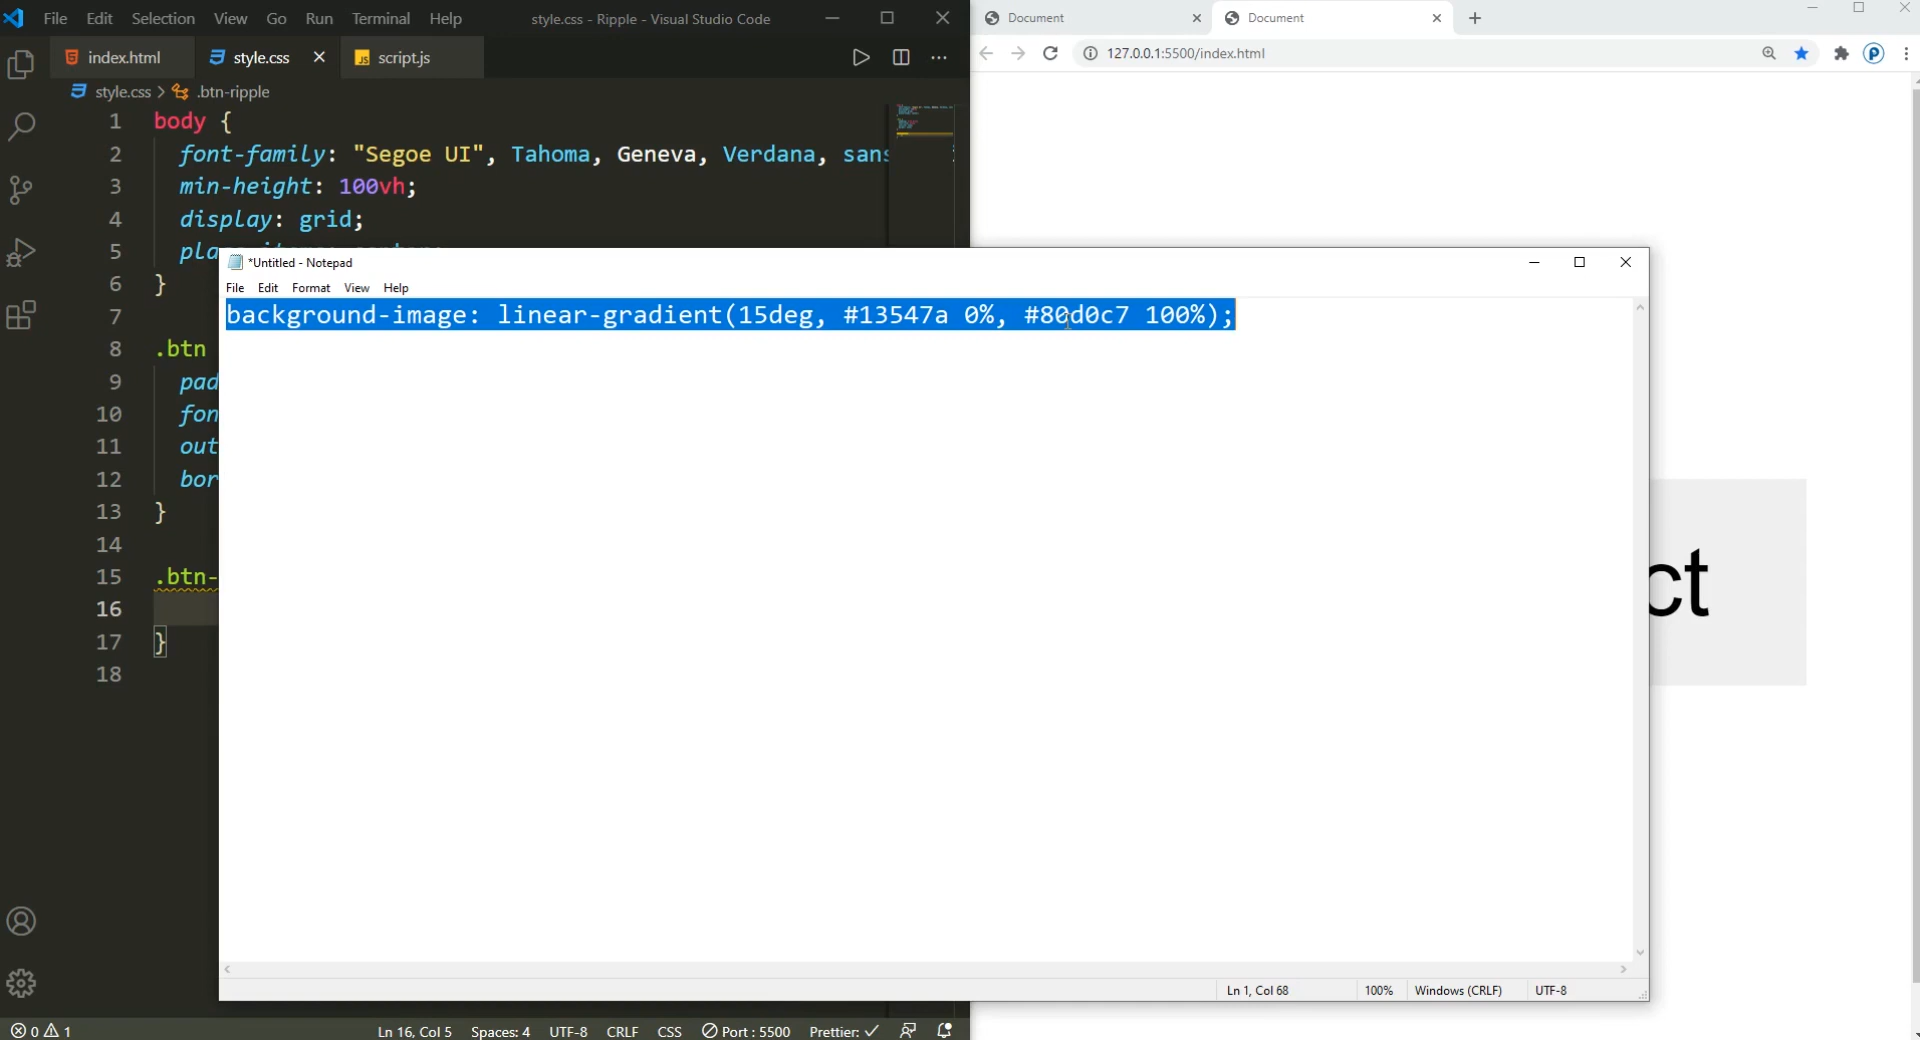 File Edit Selection View Go Run Terminal Help
style.css - Ripple - Visual Studio Code
index.html
style.css
JS script.js
style.css > .btn-ripple
1 body {
2 font-family: "Segoe UI", Tahoma, Geneva, Verdana, sans
3 min-height: 100vh;
4 display: grid;
5 pla
6 }
7
8 .btn
9 pad
10 fon
11 out
12 bor
13 }
14
15 .btn-
16
17 }
18
0 1
Ln 16, Col 5 Spaces: 4 UTF-8 CRLF CSS Port : 5500 Prettier:
Document
Document
127.0.0.1:5500/index.html
P
ct
*Untitled - Notepad
File Edit Format View Help
background-image: linear-gradient(15deg, #13547a 0%, #80d0c7 100%);
Ln 1, Col 68
100%
Windows (CRLF)
UTF-8